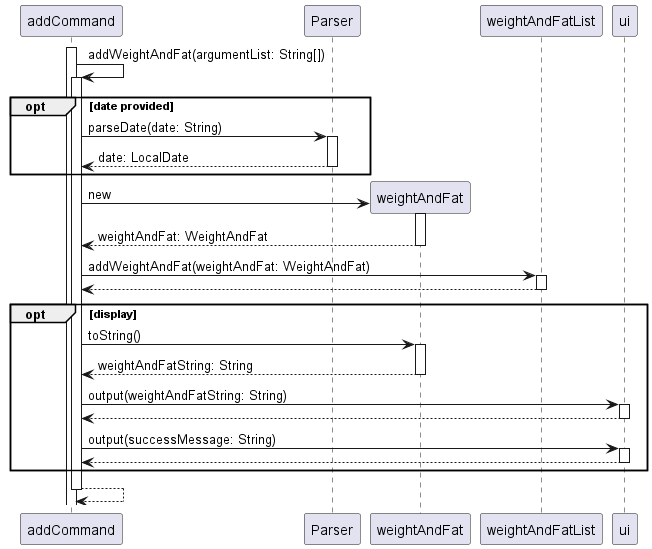 addCommand Parser weightAndFatList ui
addWeightAndFat(argumentList: String[])
opt [date provided]
parseDate(date: String)
date: LocalDate
new
weightAndFat
weightAndFat: WeightAndFat
addWeightAndFat(weightAndFat: WeightAndFat)
opt [display]
toString()
weightAndFatString: String
output(weightAndFatString: String)
output(successMessage: String)
addCommand Parser weightAndFat weightAndFatList ui